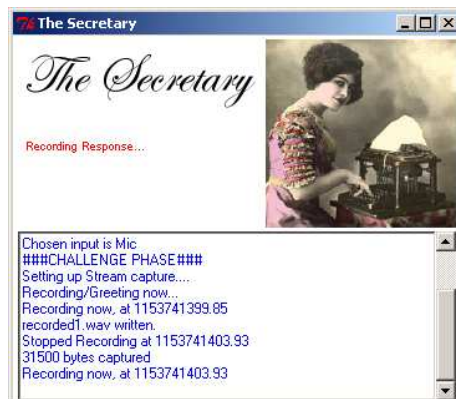 The Secretary
The Secretary
Recording Response...
Chosen input is Mic
###CHALLENGE PHASE###
Setting up Stream capture....
Recording/Greeting now...
Recording now, at 1153741399.85
recorded1.wav written.
Stopped Recording at 1153741403.93
31500 bytes captured
Recording now, at 1153741403.93